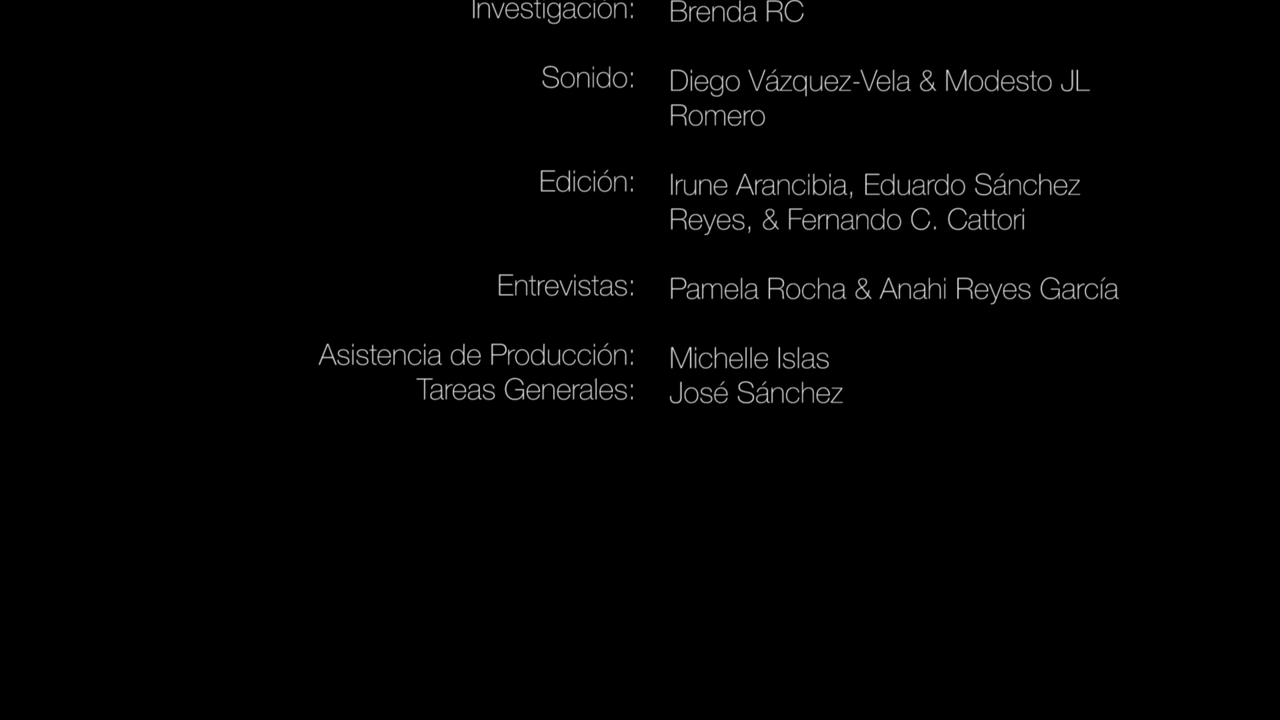 Investigación: Brenda RC
Sonido: Diego Vázquez-Vela & Modesto JL
Romero
Edición: Irune Arancibia, Eduardo Sánchez
Reyes, & Fernando C. Cattori
Entrevistas: Pamela Rocha & Anahi Reyes García
Asistencia de Producción: Michelle Islas
Tareas Generales: José Sánchez